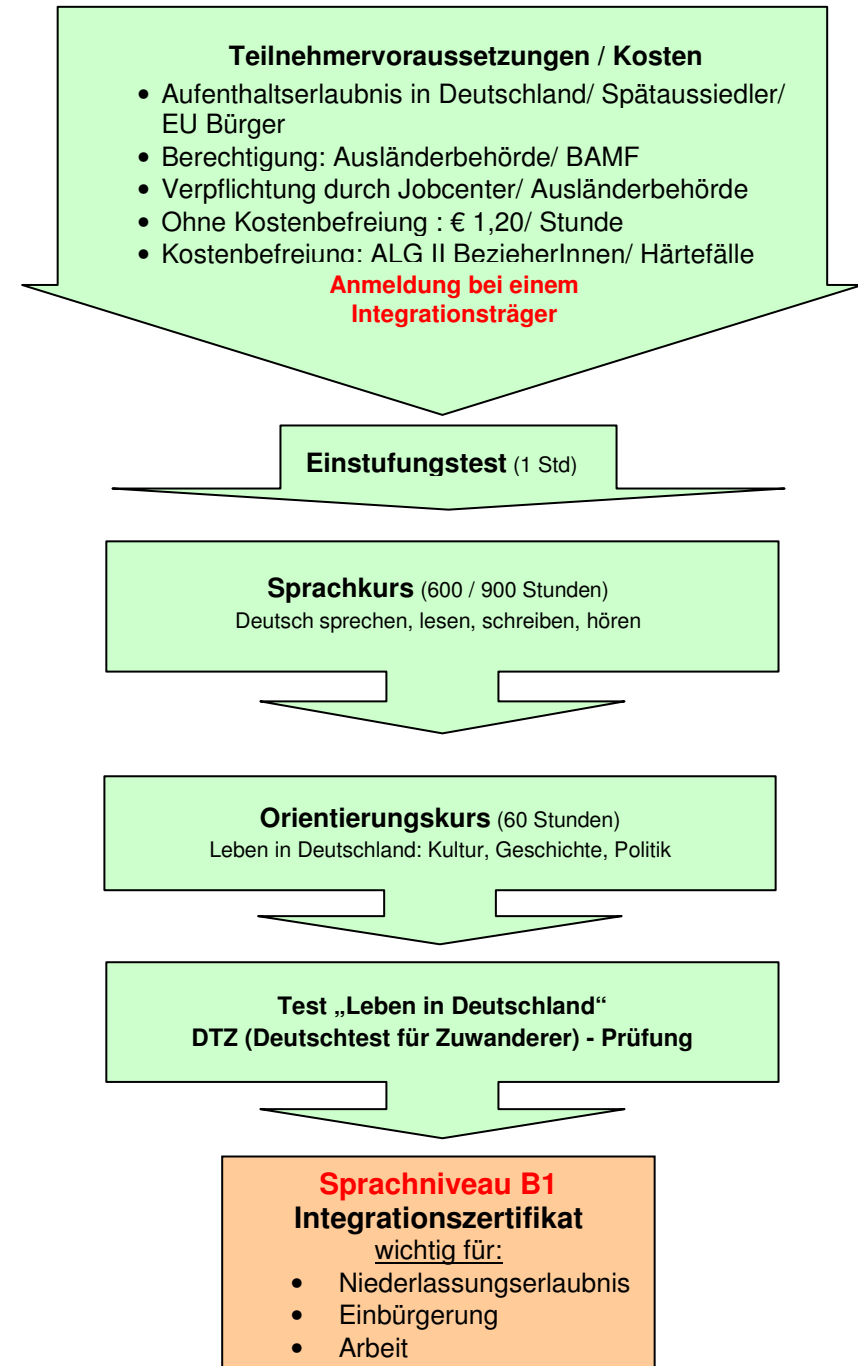 Teilnehmervoraussetzungen / Kosten
• Aufenthaltserlaubnis in Deutschland/ Spätaussiedler/
EU Bürger
• Berechtigung: Ausländerbehörde/ BAMF
• Verpflichtung durch Jobcenter/ Ausländerbehörde
• Ohne Kostenbefreiung : € 1,20/ Stunde
• Kostenbefreiung: ALG II BezieherInnen/ Härtefälle
Anmeldung bei einem
Integrationsträger
Einstufungstest (1 Std)
Sprachkurs (600 / 900 Stunden)
Deutsch sprechen, lesen, schreiben, hören
Orientierungskurs (60 Stunden)
Leben in Deutschland: Kultur, Geschichte, Politik
Test „Leben in Deutschland“
DTZ (Deutschtest für Zuwanderer) - Prüfung
Sprachniveau B1
Integrationszertifikat
wichtig für:
• Niederlassungserlaubnis
• Einbürgerung
• Arbeit